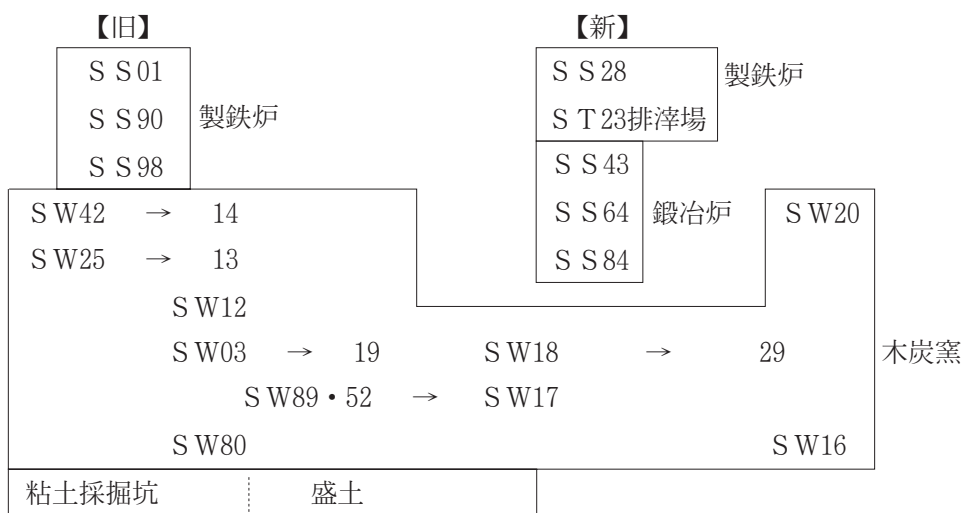 【旧】 【新】
ＳＳ01 ＳＳ28 製鉄炉
ＳＳ90 製鉄炉 ＳＴ23排滓場
ＳＳ98 ＳＳ43
ＳＷ42 → 14 ＳＳ64 鍛冶炉 ＳＷ20
ＳＷ25 → 13 ＳＳ84
ＳＷ12
ＳＷ03 → 19 ＳＷ18 → 29 木炭窯
ＳＷ89・52 → ＳＷ17
ＳＷ80 ＳＷ16
粘土採掘坑 盛土